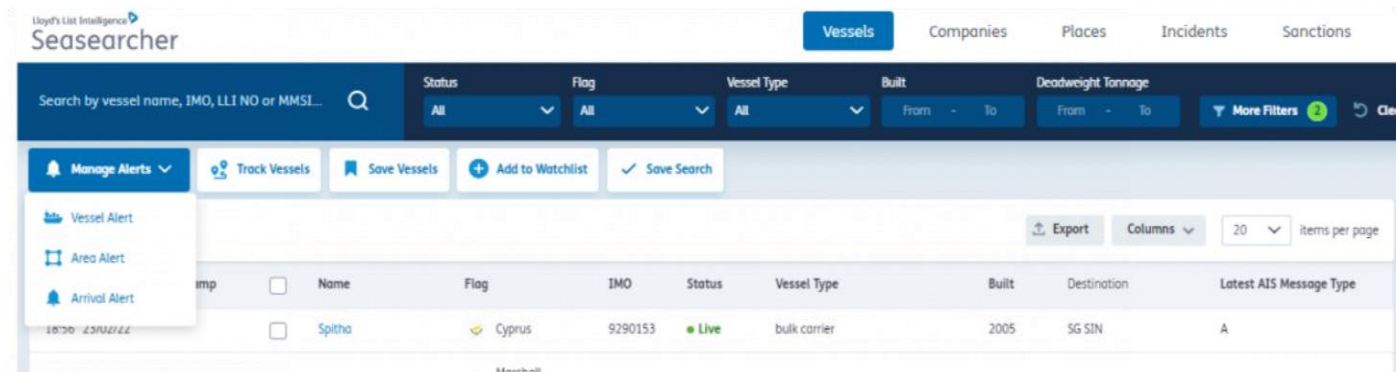 Lloyd's List Intelligence
Seasearcher
Vessels Companies Places Incidents Sanctions
Search by vessel name, IMO, LLI NO or MMSI...
Status Flag Vessel Type Built Deadweight Tonnage
All All All From - To From - To More Filters 2 Cle
Manage Alerts Track Vessels Save Vessels Add to Watchlist Save Search
Vessel Alert
Export Columns 20 items per page
Area Alert
Arrival Alert
mp Name Flag IMO Status Vessel Type Built Destination Latest AIS Message Type
18:56 23/02/22 Spitha Cyprus 9290153 Live bulk carrier 2005 SG SIN A
Marshall